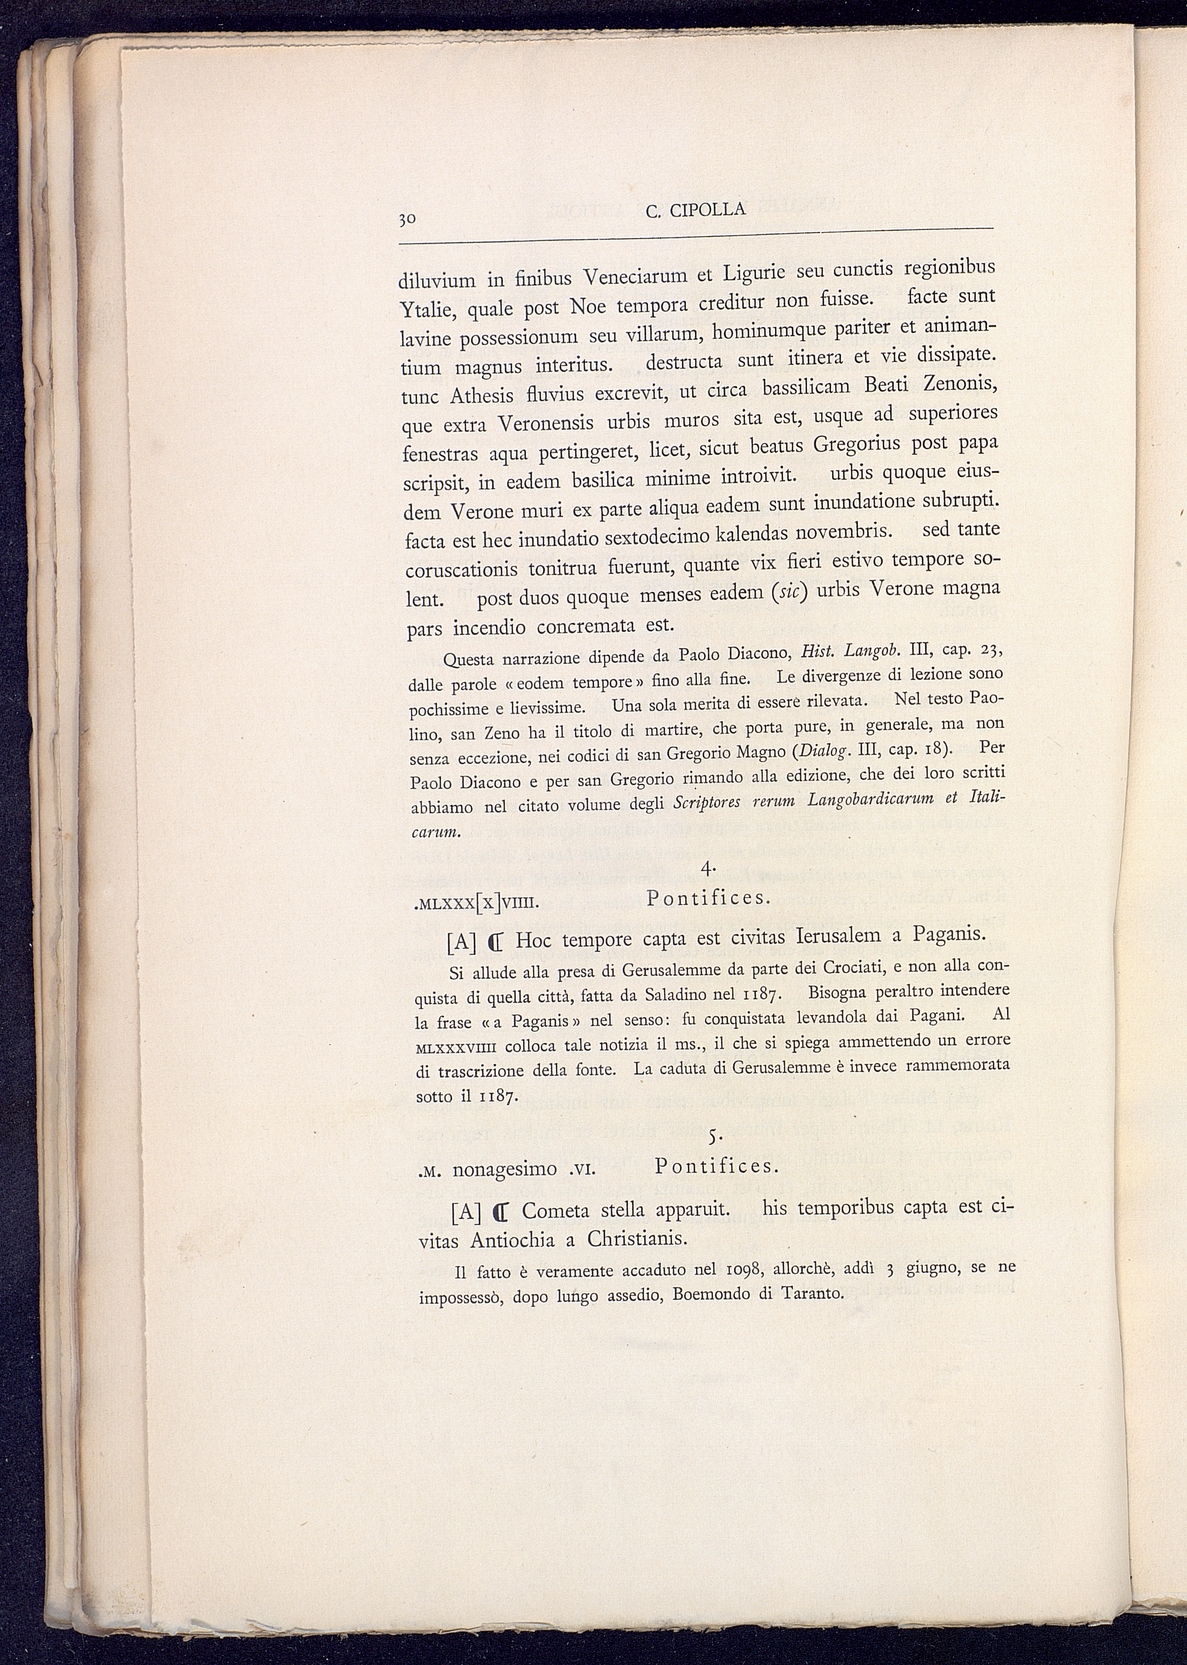 30
C. CIPOLLA
diluvium in finibus Veneciarum et Ligurie seu cunctis regionibus
Ytalie, quale post Noe tempora creditur non fuisse. facte sunt
lavine possessionum seu villarum, hominumque pariter et animan-
tium magnus interitus. destructa sunt itinera et vie dissipate.
tunc Athesis fluvius excrevit, ut circa bassilicam Beati Zenonis,
que extra Veronensis urbis muros sita est, usque ad superiores
fenestras aqua pertingeret, licet, sicut beatus Gregorius post papa
scripsit, in eadem basilica minime introivit. urbis quoque eius-
dem Verone muri ex parte aliqua eadem sunt inundatione subrupti.
facta est hec inundatio sextodecimo kalendas novembris. sed tante
coruscationis tonitrua fuerunt, quante vix fieri estivo tempore so-
lent. post duos quoque menses eadem (sic) urbis Verone magna
pars incendio concremata est.
Questa narrazione dipende da Paolo Diacono, Hist. Langob. III, cap. 23,
dalle parole « eodem tempore » fino alla fine. Le divergenze di lezione sono
pochissime e lievissime. Una sola merita di essere rilevata. Nel testo Pao-
lino, san Zeno ha il titolo di martire, che porta pure, in generale, ma non
senza eccezione, nei codici di san Gregorio Magno (Dialog. III, cap. 18). Per
Paolo Diacono e per san Gregorio rimando alla edizione, che dei loro scritti
abbiamo nel citato volume degli Scriptores rerum Langobardicarum et Itali-
carum.
4.
.MLXXX[X]VIIII. Pontifices.
[A] ⁋ Hoc tempore capta est civitas Ierusalem a Paganis.
Si allude alla presa di Gerusalemme da parte dei Crociati, e non alla con-
quista di quella città, fatta da Saladino nel 1187. Bisogna peraltro intendere
la frase « a Paganis » nel senso: fu conquistata levandola dai Pagani. Al
MLXXXVIIII colloca tale notizia il ms., il che si spiega ammettendo un errore
di trascrizione della fonte. La caduta di Gerusalemme è invece rammemorata
sotto il 1187.
5.
.M. nonagesimo .VI. Pontifices.
[A] ⁋ Cometa stella apparuit. his temporibus capta est ci-
vitas Antiochia a Christianis.
Il fatto è veramente accaduto nel 1098, allorchè, addì 3 giugno, se ne
impossessò, dopo lungo assedio, Boemondo di Taranto.